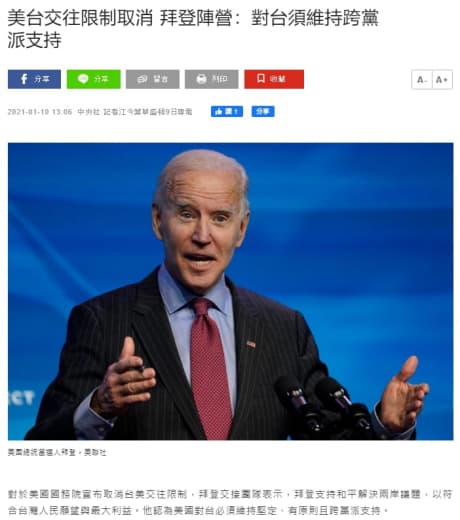 美台交往限制取消 拜登陣營：對台須維持跨黨
派支持
分享
分享
留言
列印
收藏
A-
A+
2021-01-10 13:06 中央社 記者江今葉華盛頓9日專電
讚 1
分享
美國總統當選人拜登。美聯社
對於美國國務院宣布取消台美交往限制，拜登交接團隊表示，拜登支持和平解決兩岸議題，以符
合台灣人民願望與最大利益。他認為美國對台必須維持堅定、有原則且跨黨派支持。